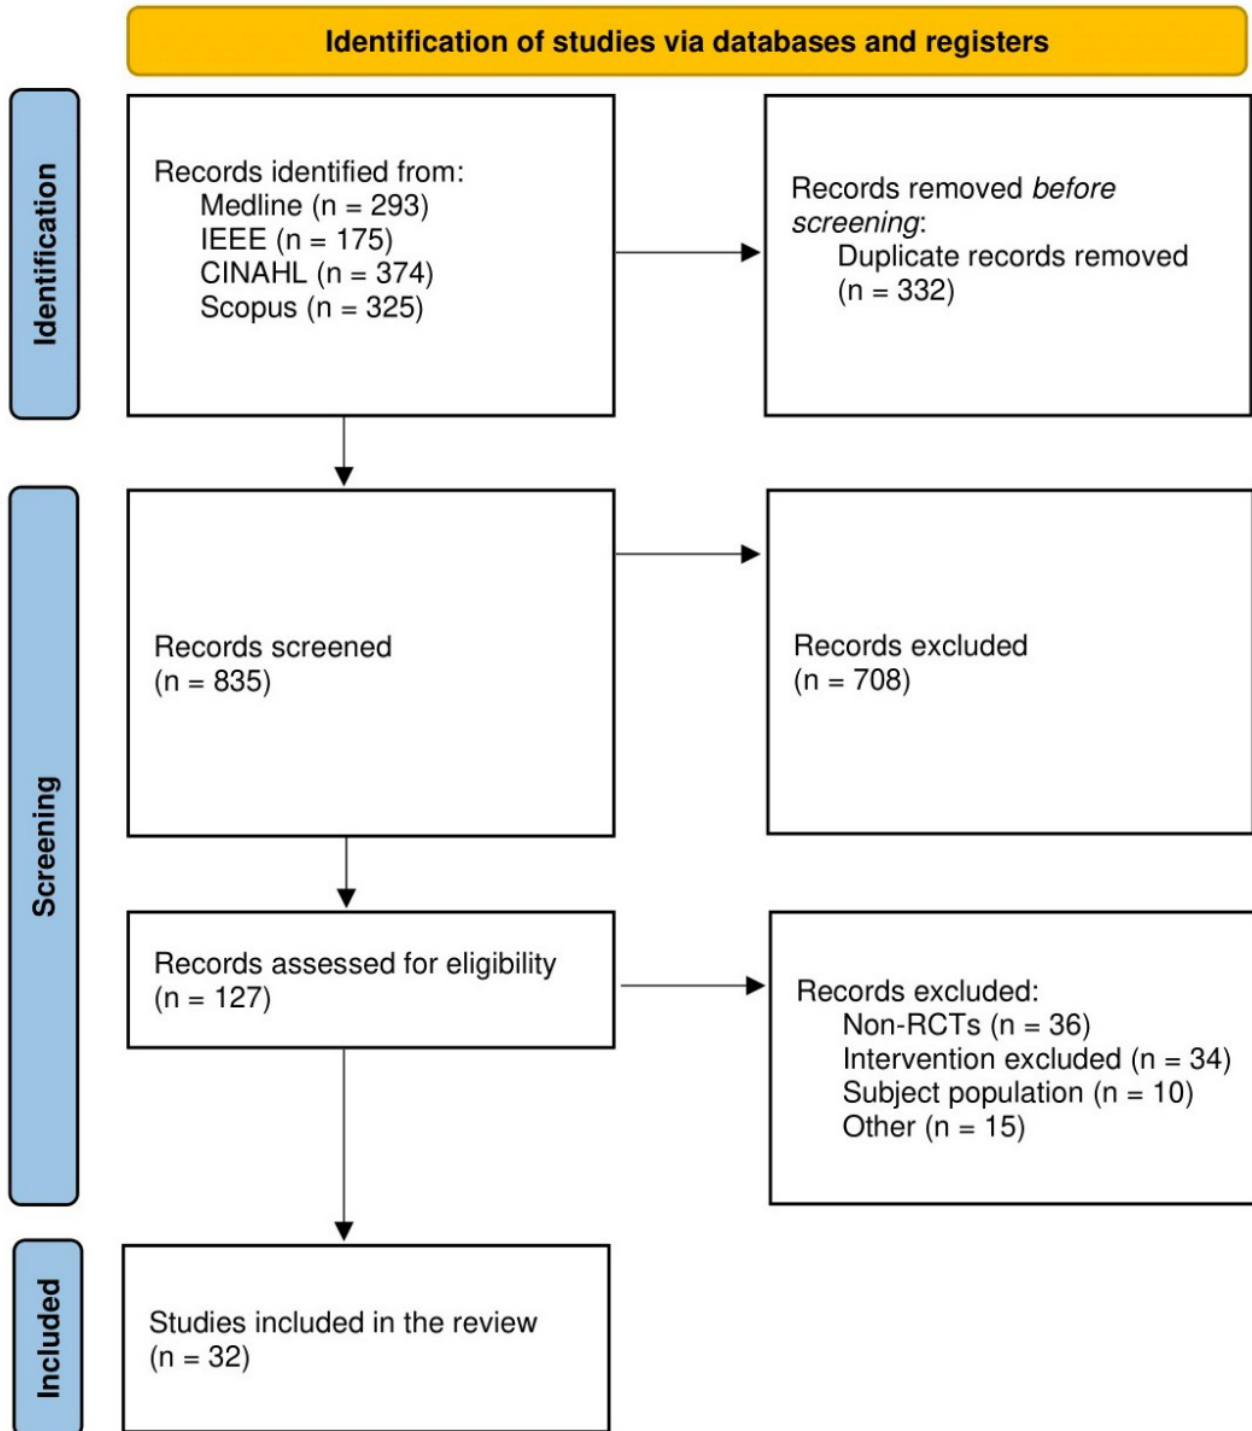 Identification of studies via databases and registers
Identification
Records identified from:
Medline (n = 293)
IEEE (n = 175)
CINAHL (n = 374)
Scopus (n = 325)
Records removed before
screening:
Duplicate records removed
(n = 332)
Screening
Records screened
(n = 835)
Records excluded
(n = 708)
Records assessed for eligibility
(n = 127)
Records excluded:
Non-RCTs (n = 36)
Intervention excluded (n = 34)
Subject population (n = 10)
Other (n = 15)
Included
Studies included in the review
(n = 32)